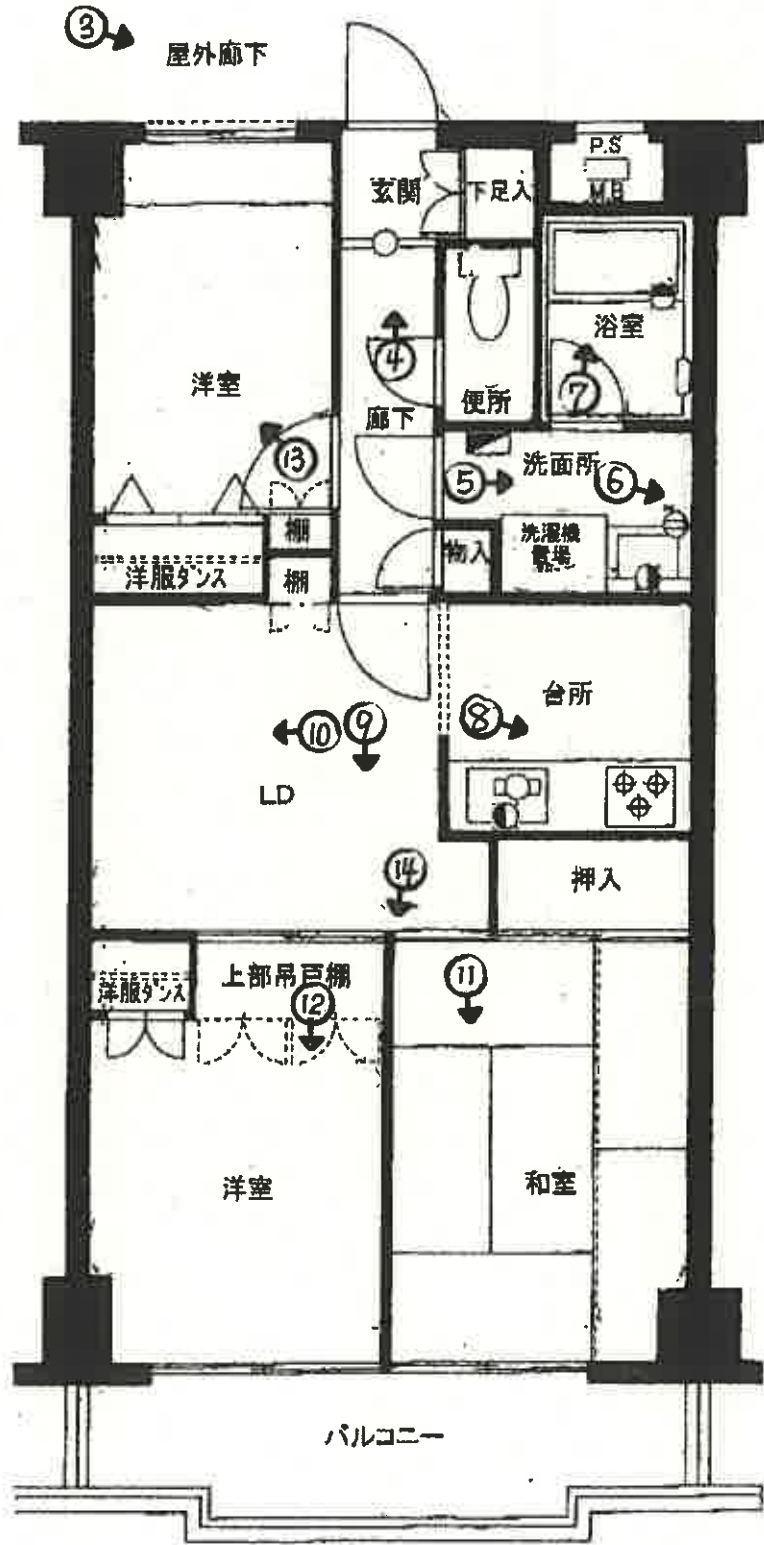 ③
屋外廊下
P.S
M.B
玄関
下足入
④
浴室
⑦
洋室
便所
廊下
⑬
⑤
洗面所
⑥
棚
洗濯機
置場
物入
洋服ダンス
棚
台所
⑩
⑨
⑧
LD
⑭
押入
洋服ダンス
上部吊戸棚
⑫
⑪
洋室
和室
バルコニー